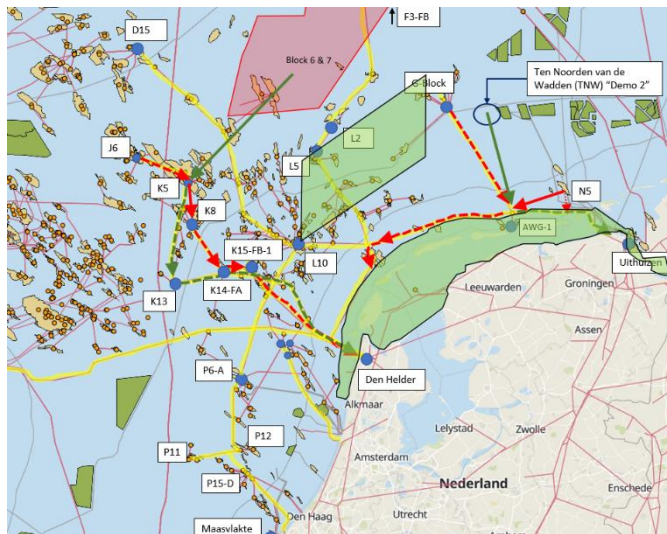 F3-FB
D15
Block 6 & 7
G-Block
Ten Noorden van de
Wadden (TNW) "Demo 2"
L2
J6
L5
K5
N5
K8
AWG-1
K15-FB-1
L10
Uithuizen
K14-FA
K13
Leeuwarden
Groningen
Assen
Den Helder
P6-A
Alkmaar
Lelystad
Zwolle
P12
P11
Amsterdam
P15-D
Nederland
Enschede
Den Haag
Utrecht
Maasvlakte